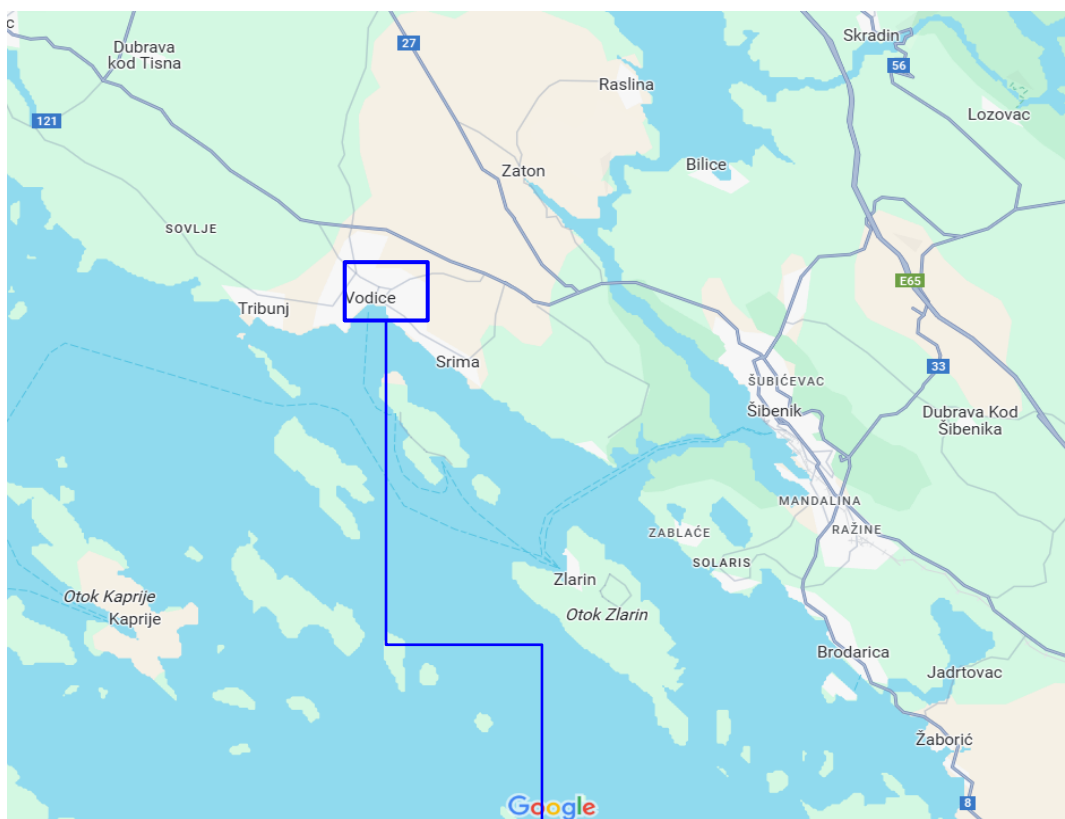 c
Dubrava
kod Tisna
27
Skradin
56
Raslina
Lozovac
121
Zaton
Bilice
SOVLJE
E65
Vodice
Tribunj
Srima
33
ŠUBIĆEVAC
Šibenik
Dubrava Kod
Šibenika
MANDALINA
ZABLAĆE
RAŽINE
SOLARIS
Zlarin
Otok Kaprije
Otok Zlarin
Kaprije
Brodarica
Jadrtovac
Žaborić
Google
8